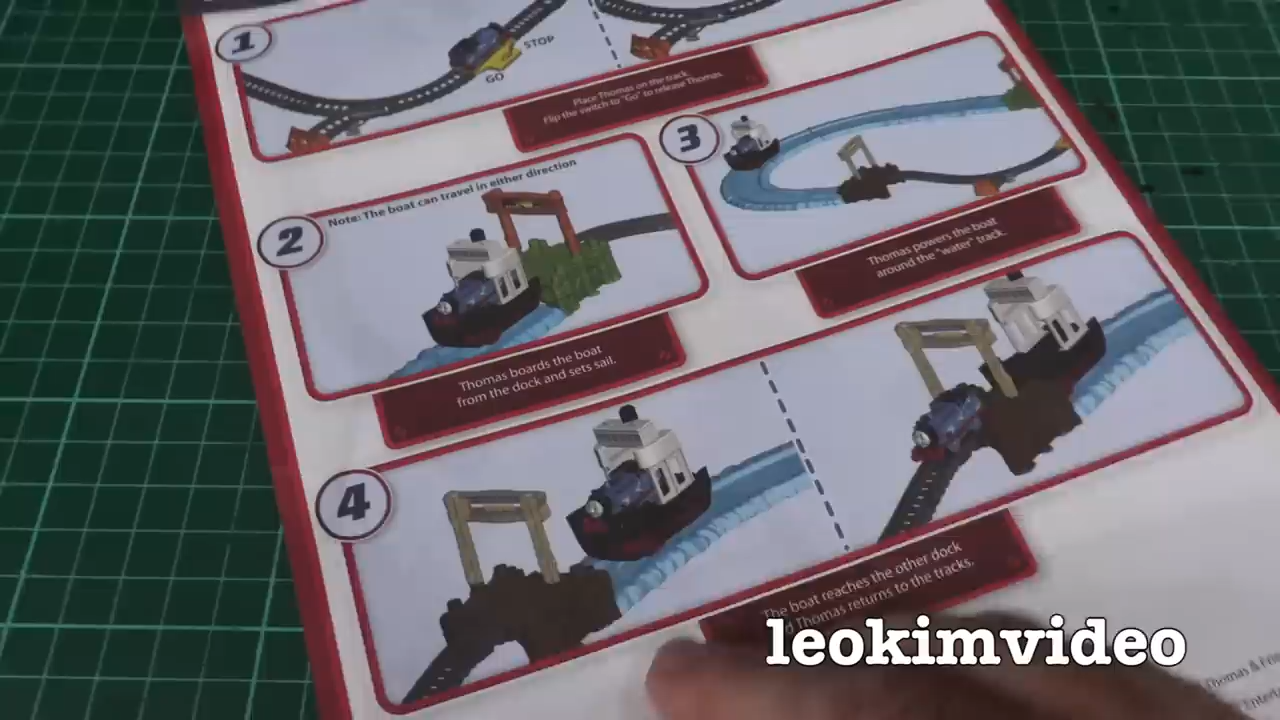 1
STOP
GO
Place Thomas on the track.
Flip the switch to "Go" to release Thomas.
2
Note: The boat can travel in either direction
Thomas boards the boat
from the dock and sets sail.
3
Thomas powers the boat
around the "water" track.
4
The boat reaches the other dock
d Thomas returns to the tracks.
leokimvideo
Thomas &